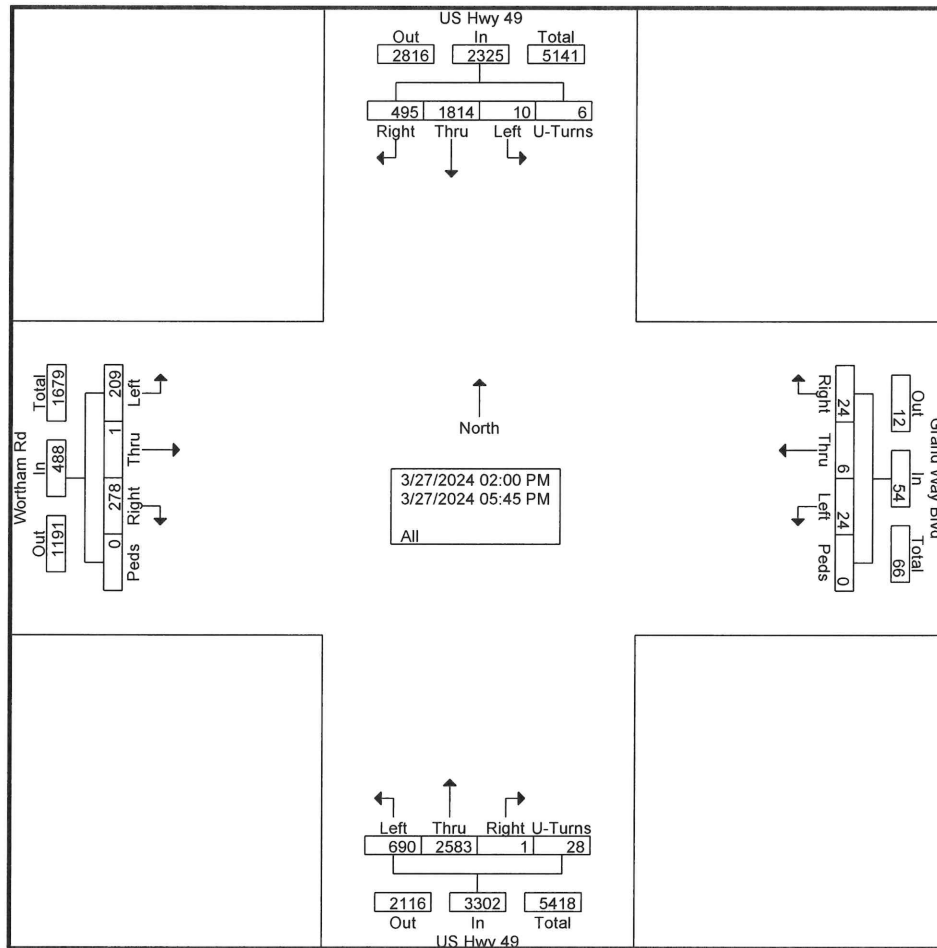 US Hwy 49
Out In Total
2816 2325 5141
495 1814 10 6
Right Thru Left U-Turns
Wortham Rd
Total In Out
1679 488 1191
209 1 278 0
Left Thru Right Peds
North
3/27/2024 02:00 PM
3/27/2024 05:45 PM
All
Right Thru Left Peds
24 6 24 0
Out In Total
12 54 66
Grand Way Blvd
Left Thru Right U-Turns
690 2583 1 28
2116 3302 5418
Out In Total
US Hwy 49